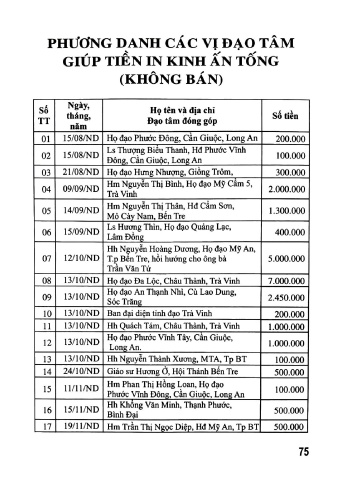 PHƯƠNG DANH CÁC VỊ ĐẠO TÂM
GIÚP TIỀN IN KINH ẤN TỐNG
(KHÔNG BÁN)
Số TT | Ngày, tháng, năm | Họ tên và địa chỉ Đạo tâm đóng góp | Số tiền
01 15/08/ND Họ đạo Phước Đông, Cần Giuộc, Long An 200.000
02 15/08/ND Ls Thượng Biểu Thanh, Hđ Phước Vĩnh
Đông, Cần Giuộc, Long An 100.000
03 21/08/ND Họ đạo Hưng Nhượng, Giồng Trôm, 300.000
04 09/09/ND Hm Nguyễn Thị Bình, Họ đạo Mỹ Cẩm 5,
Trà Vinh 2.000.000
05 14/09/ND Hm Nguyễn Thị Thân, Hđ Cẩm Sơn,
Mỏ Cày Nam, Bến Tre 1.300.000
06 15/09/ND Ls Hương Thìn, Họ đạo Quảng Lạc,
Lâm Đồng 400.000
07 12/10/ND Hh Nguyễn Hoàng Dương, Họ đạo Mỹ An,
T.p Bến Tre, hồi hướng cho ông bà
Trần Văn Tứ 5.000.000
08 13/10/ND Họ đạo Đa Lộc, Châu Thành, Trà Vinh 7.000.000
09 13/10/ND Họ đạo An Thạnh Nhì, Cù Lao Dung,
Sóc Trăng 2.450.000
10 13/10/ND Ban đại diện tỉnh đạo Trà Vinh 200.000
11 13/10/ND Hh Quách Tám, Châu Thành, Trà Vinh 1.000.000
12 13/10/ND Họ đạo Phước Vĩnh Tây, Cần Giuộc,
Long An. 1.000.000
13 13/10/ND Hh Nguyễn Thành Xương, MTA, Tp BT 100.000
14 24/10/ND Giáo sư Hương Ở, Hội Thánh Bến Tre 500.000
15 11/11/ND Hm Phan Thị Hồng Loan, Họ đạo
Phước Vĩnh Đông, Cần Giuộc, Long An 100.000
16 15/11/ND Hh Khổng Văn Minh, Thạnh Phước,
Bình Đại 500.000
17 19/11/ND Hm Trần Thị Ngọc Diệp, Hđ Mỹ An, Tp BT 500.000
75